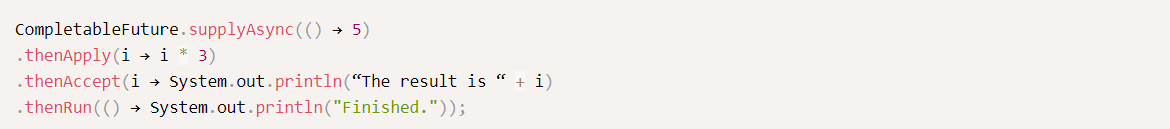 CompletableFuture.supplyAsync(() → 5)
.thenApply(i → i * 3)
.thenAccept(i → System.out.println(“The result is “ + i)
.thenRun(() → System.out.println("Finished."));